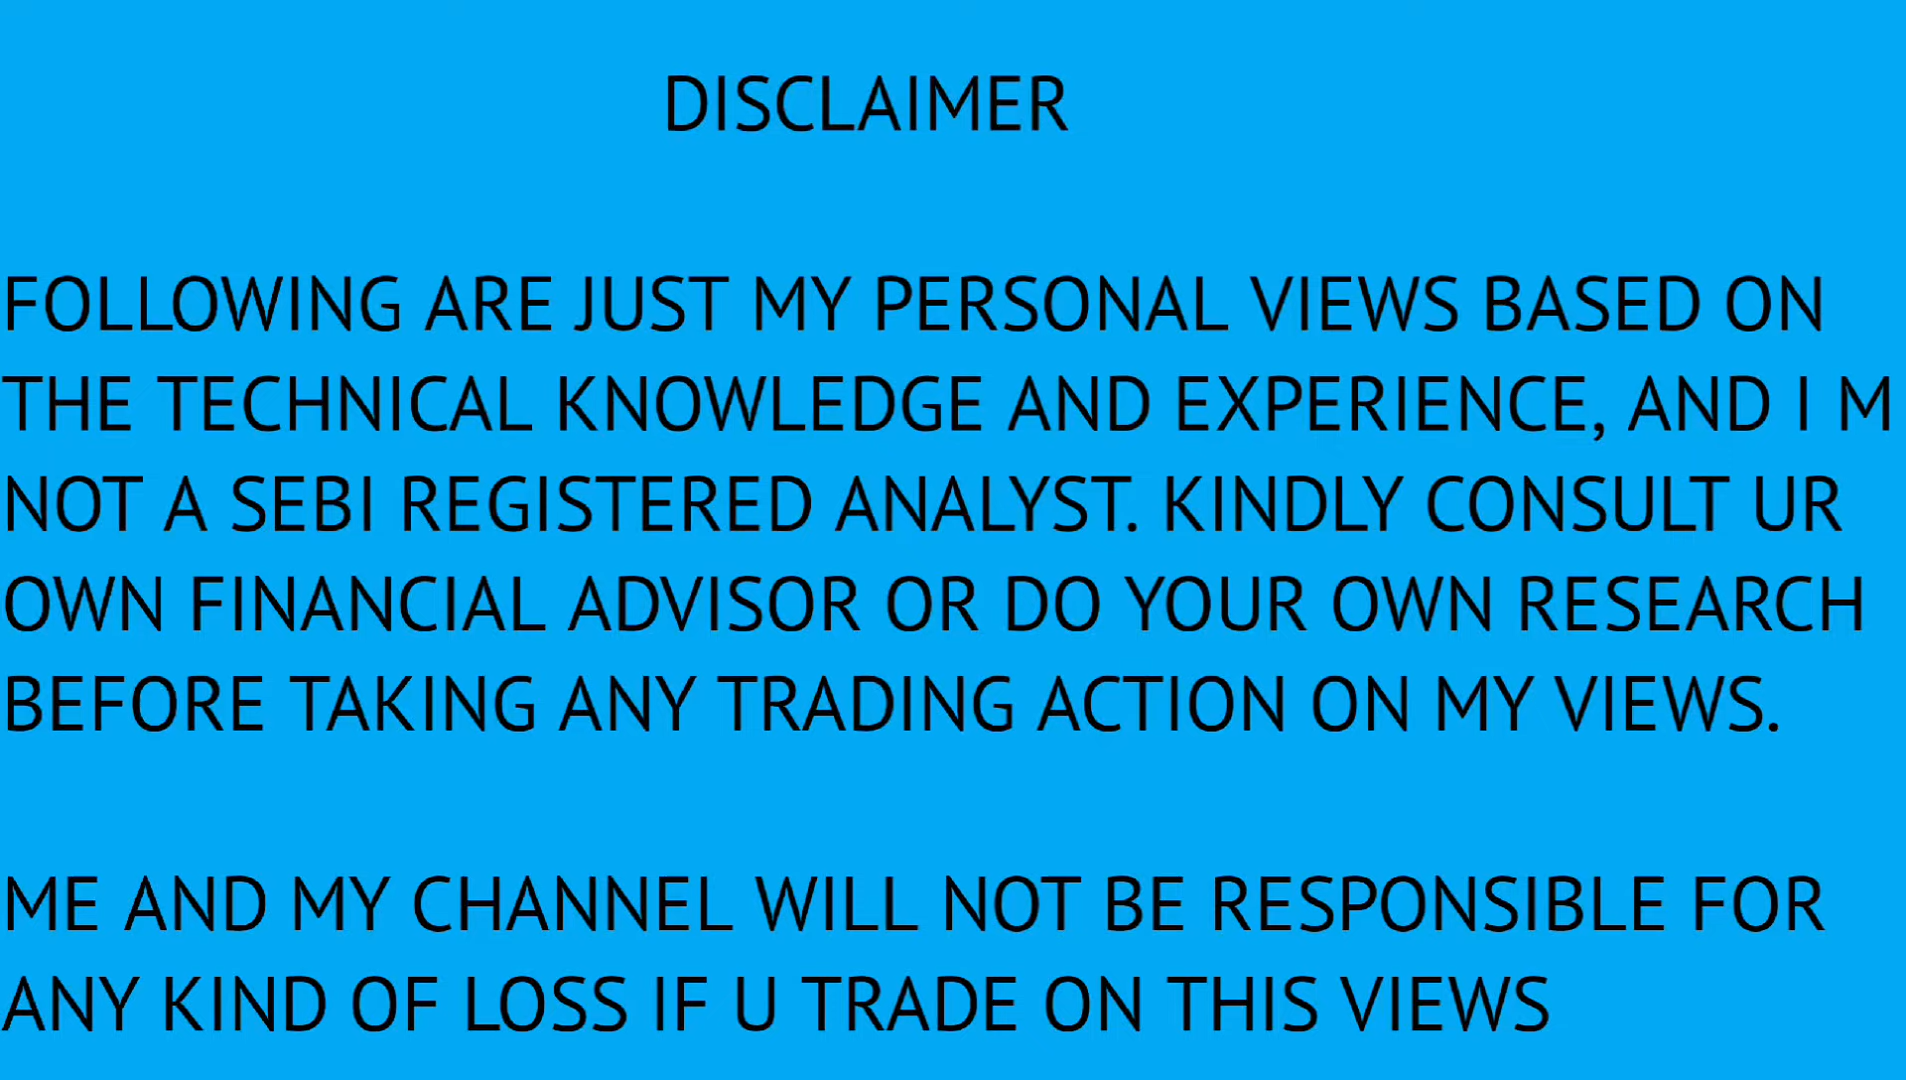 DISCLAIMER
FOLLOWING ARE JUST MY PERSONAL VIEWS BASED ON
THE TECHNICAL KNOWLEDGE AND EXPERIENCE, AND I M
NOT A SEBI REGISTERED ANALYST. KINDLY CONSULT UR
OWN FINANCIAL ADVISOR OR DO YOUR OWN RESEARCH
BEFORE TAKING ANY TRADING ACTION ON MY VIEWS.
ME AND MY CHANNEL WILL NOT BE RESPONSIBLE FOR
ANY KIND OF LOSS IF U TRADE ON THIS VIEWS